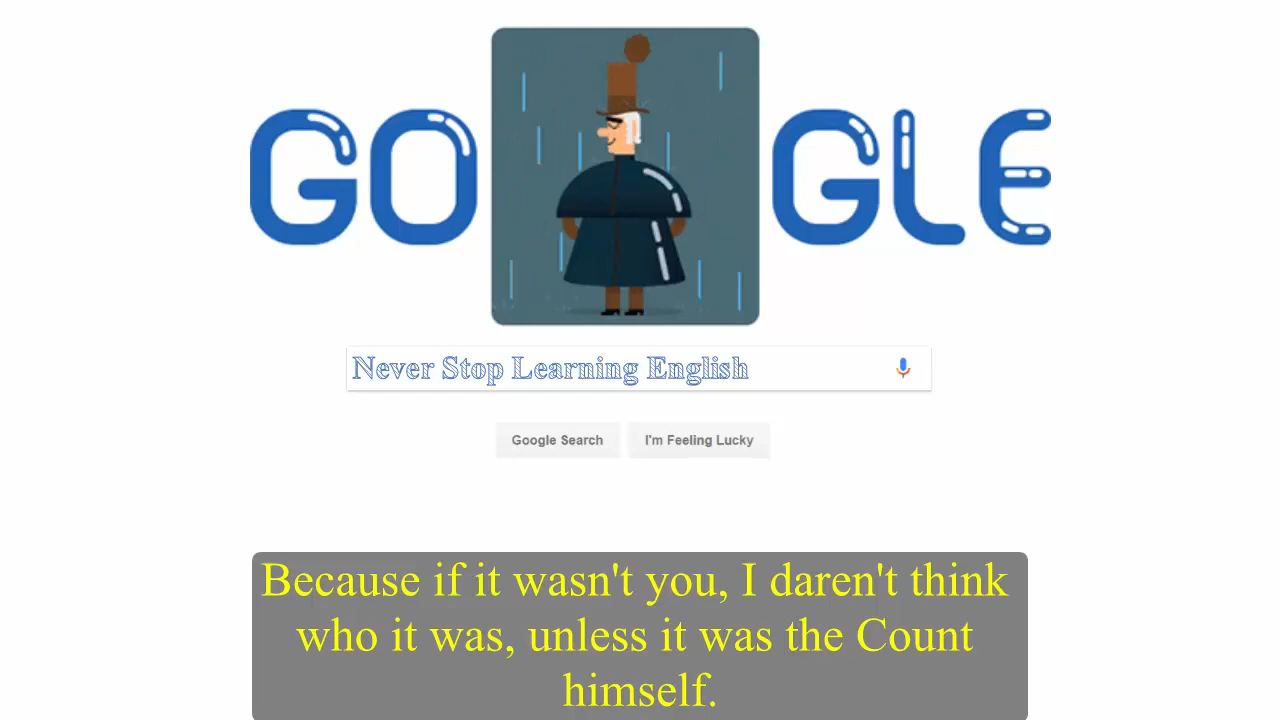 GO GLE
Never Stop Learning English
Google Search I'm Feeling Lucky
Because if it wasn't you, I daren't think
who it was, unless it was the Count
himself.